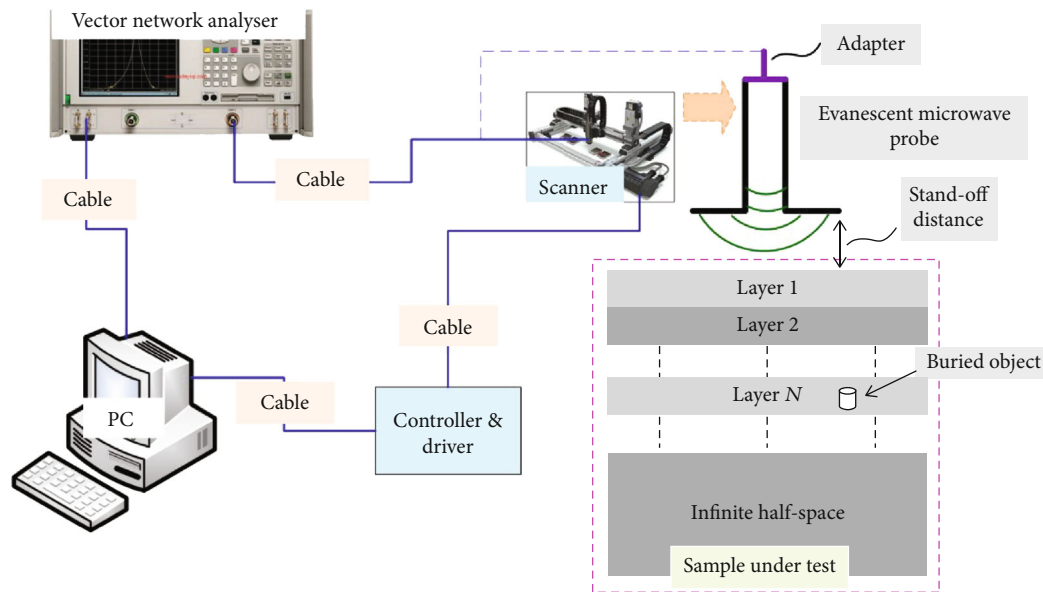 Vector network analyser
Adapter
Evanescent microwave
probe
Cable
Scanner
Cable
Stand-off
distance
Layer 1
Layer 2
Cable
Buried object
Layer N
PC
Cable
Controller &
driver
Infinite half-space
Sample under test